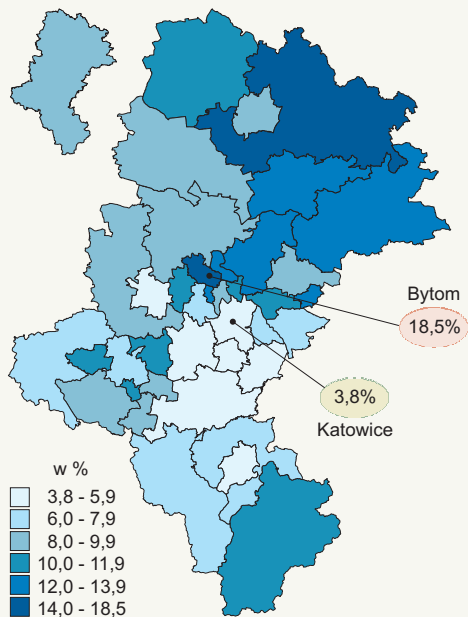 Bytom
18,5%
3,8%
Katowice
w %
3,8 - 5,9
6,0 - 7,9
8,0 - 9,9
10,0 - 11,9
12,0 - 13,9
14,0 - 18,5